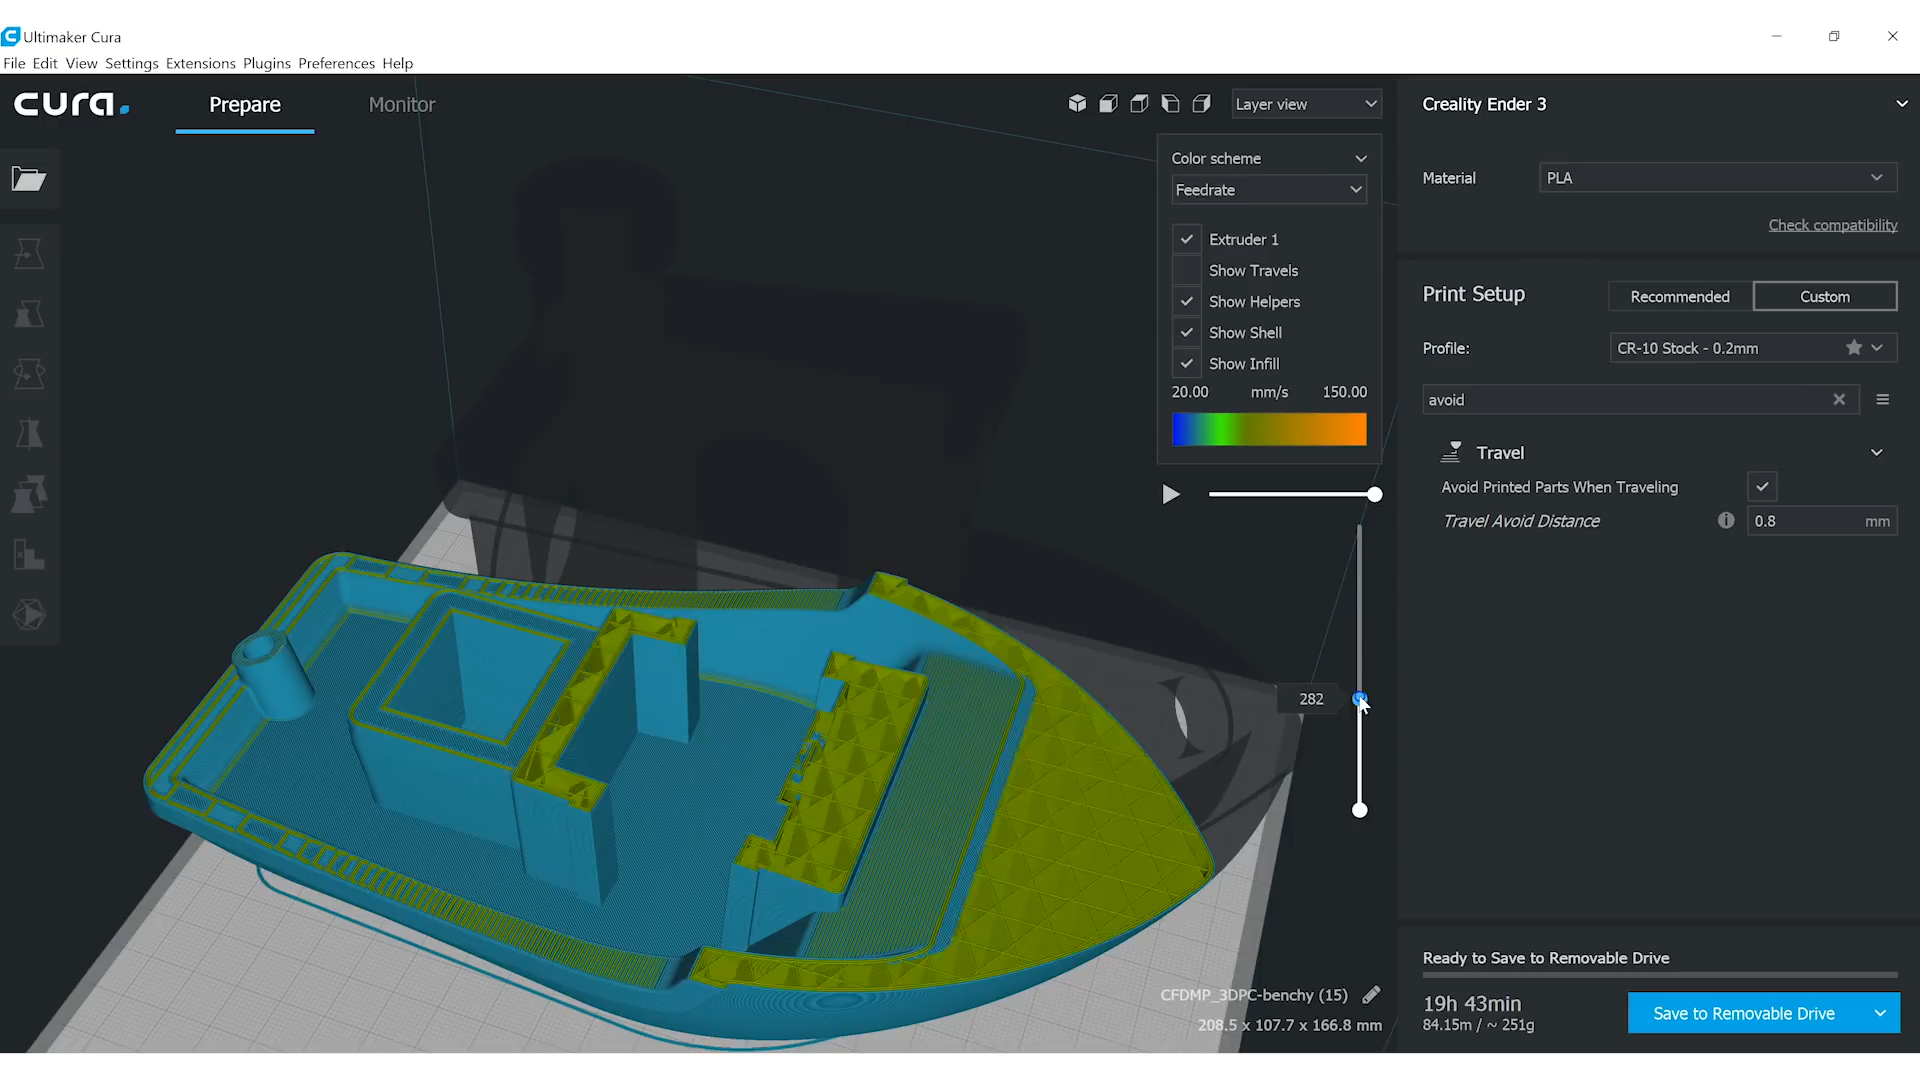 Ultimaker Cura
File Edit View Settings Extensions Plugins Preferences Help
cura.
Prepare
Monitor
Layer view
Creality Ender 3
Color scheme
Feedrate
Extruder 1
Show Travels
Show Helpers
Show Shell
Show Infill
20.00 mm/s 150.00
282
Material
PLA
Check compatibility
Print Setup
Recommended
Custom
Profile:
CR-10 Stock - 0.2mm
avoid
Travel
Avoid Printed Parts When Traveling
Travel Avoid Distance
0.8 mm
CFDMP_3DPC-benchy (15)
208.5 x 107.7 x 166.8 mm
Ready to Save to Removable Drive
19h 43min
84.15m / ~ 251g
Save to Removable Drive